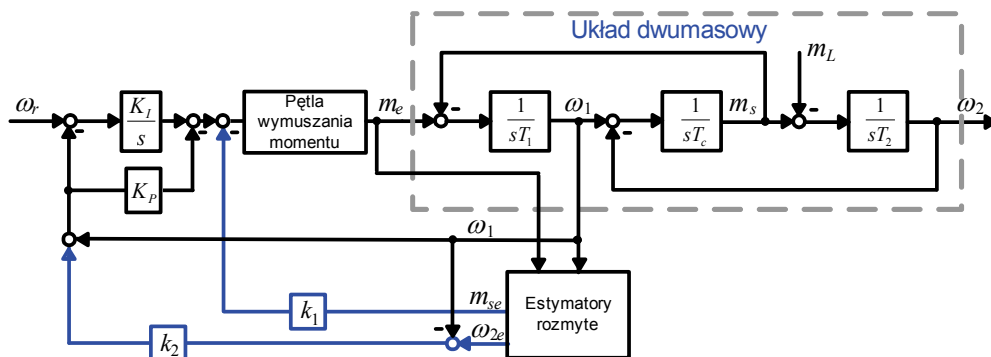 Układ dwumasowy
m_L
ω_r
K_I
s
Pętla
wymuszania
momentu
m_e
1
sT_1
ω_1
1
sT_c
m_s
1
sT_2
ω_2
K_P
ω_1
Estymatory
rozmyte
m_se
k_1
ω_2e
k_2